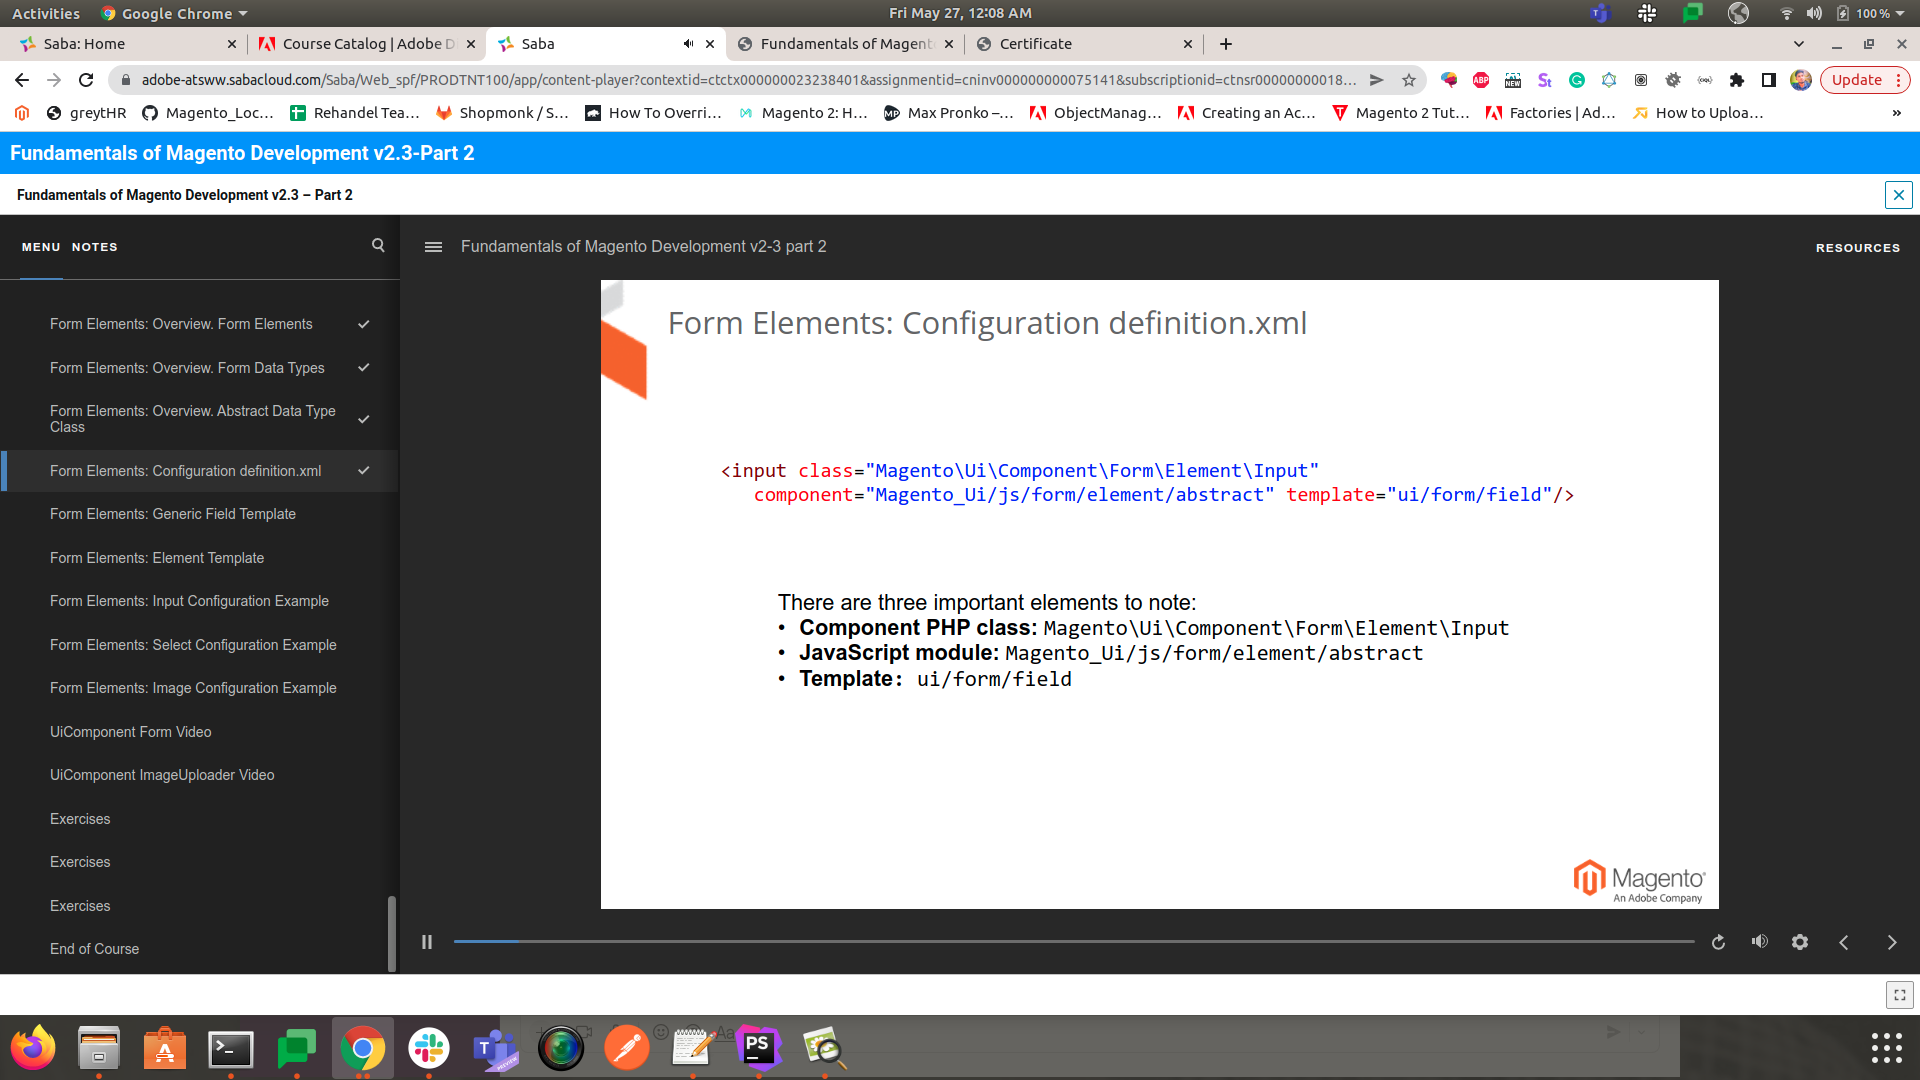 Activities Google Chrome Fri May 27, 12:08 AM 100 %
Saba: Home Course Catalog | Adobe D Saba Fundamentals of Magent Certificate
adobe-atsww.sabacloud.com/Saba/Web_spf/PRODTNT100/app/content-player?contextid=ctctx000000023238401&assignmentid=cninv000000000075141&subscriptionid=ctnsr00000000018... ABP NEW Update
greytHR Magento_Loc... Rehandel Tea... Shopmonk / S... How To Overri... Magento 2: H... Max Pronko –... ObjectManag... Creating an Ac... Magento 2 Tut... Factories | Ad... How to Uploa... »
Fundamentals of Magento Development v2.3-Part 2
Fundamentals of Magento Development v2.3 – Part 2
MENU NOTES
Fundamentals of Magento Development v2-3 part 2
RESOURCES
Form Elements: Overview. Form Elements
Form Elements: Overview. Form Data Types
Form Elements: Overview. Abstract Data Type
Class
Form Elements: Configuration definition.xml
Form Elements: Generic Field Template
Form Elements: Element Template
Form Elements: Input Configuration Example
Form Elements: Select Configuration Example
Form Elements: Image Configuration Example
UiComponent Form Video
UiComponent ImageUploader Video
Exercises
Exercises
Exercises
End of Course
Form Elements: Configuration definition.xml
<input class="Magento\Ui\Component\Form\Element\Input"
component="Magento_Ui/js/form/element/abstract" template="ui/form/field"/>
There are three important elements to note:
• Component PHP class: Magento\Ui\Component\Form\Element\Input
• JavaScript module: Magento_Ui/js/form/element/abstract
• Template: ui/form/field
Magento
An Adobe Company